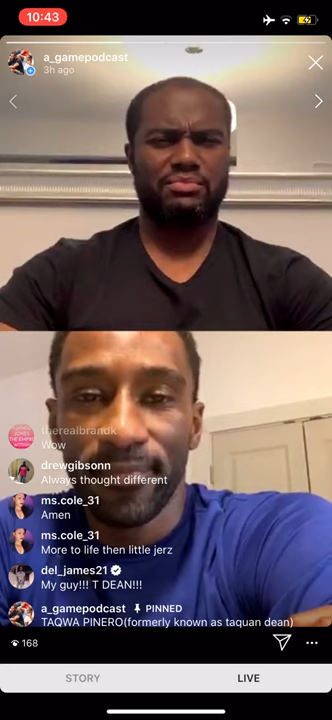 10:43
a_gamepodcast
3h ago
therealbrandk
Wow
drewgibsonn
Always thought different
ms.cole_31
Amen
ms.cole_31
More to life then little jerz
del_james21
My guy!!! T DEAN!!!
a_gamepodcast PINNED
TAQWA PINERO(formerly known as taquan dean)
168
STORY LIVE